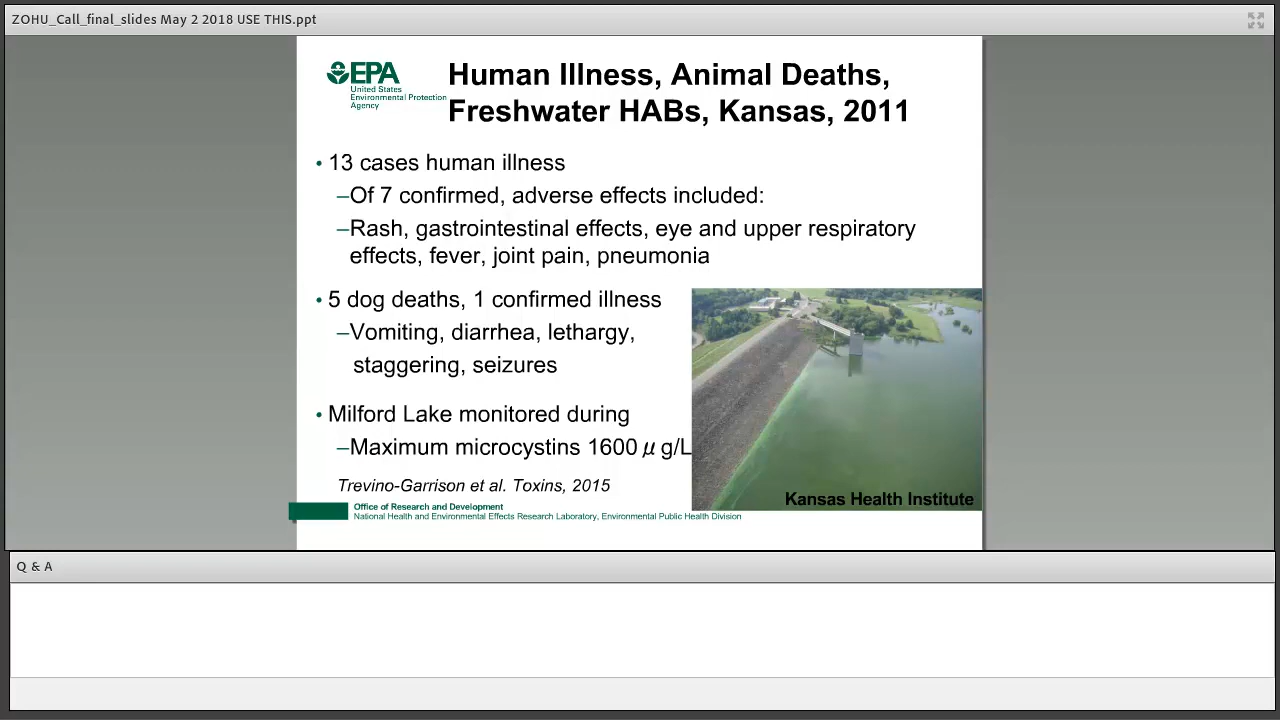 ZOHU_Call_final_slides May 2 2018 USE THIS.ppt
EPA
United States
Environmental Protection
Agency
Human Illness, Animal Deaths,
Freshwater HABs, Kansas, 2011
• 13 cases human illness
–Of 7 confirmed, adverse effects included:
–Rash, gastrointestinal effects, eye and upper respiratory
effects, fever, joint pain, pneumonia
• 5 dog deaths, 1 confirmed illness
–Vomiting, diarrhea, lethargy,
staggering, seizures
• Milford Lake monitored during
–Maximum microcystins 1600 μ g/L
Trevino-Garrison et al. Toxins, 2015
Kansas Health Institute
Office of Research and Development
National Health and Environmental Effects Research Laboratory, Environmental Public Health Division
Q & A